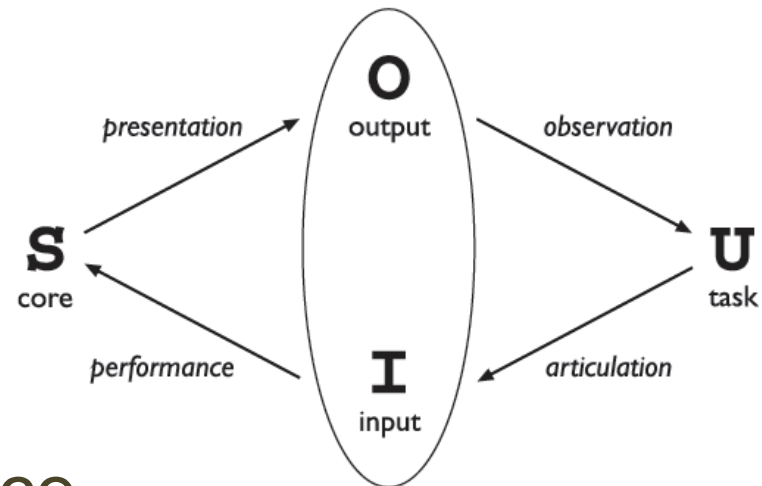 O
output
presentation
observation
S
core
U
task
performance
articulation
I
input